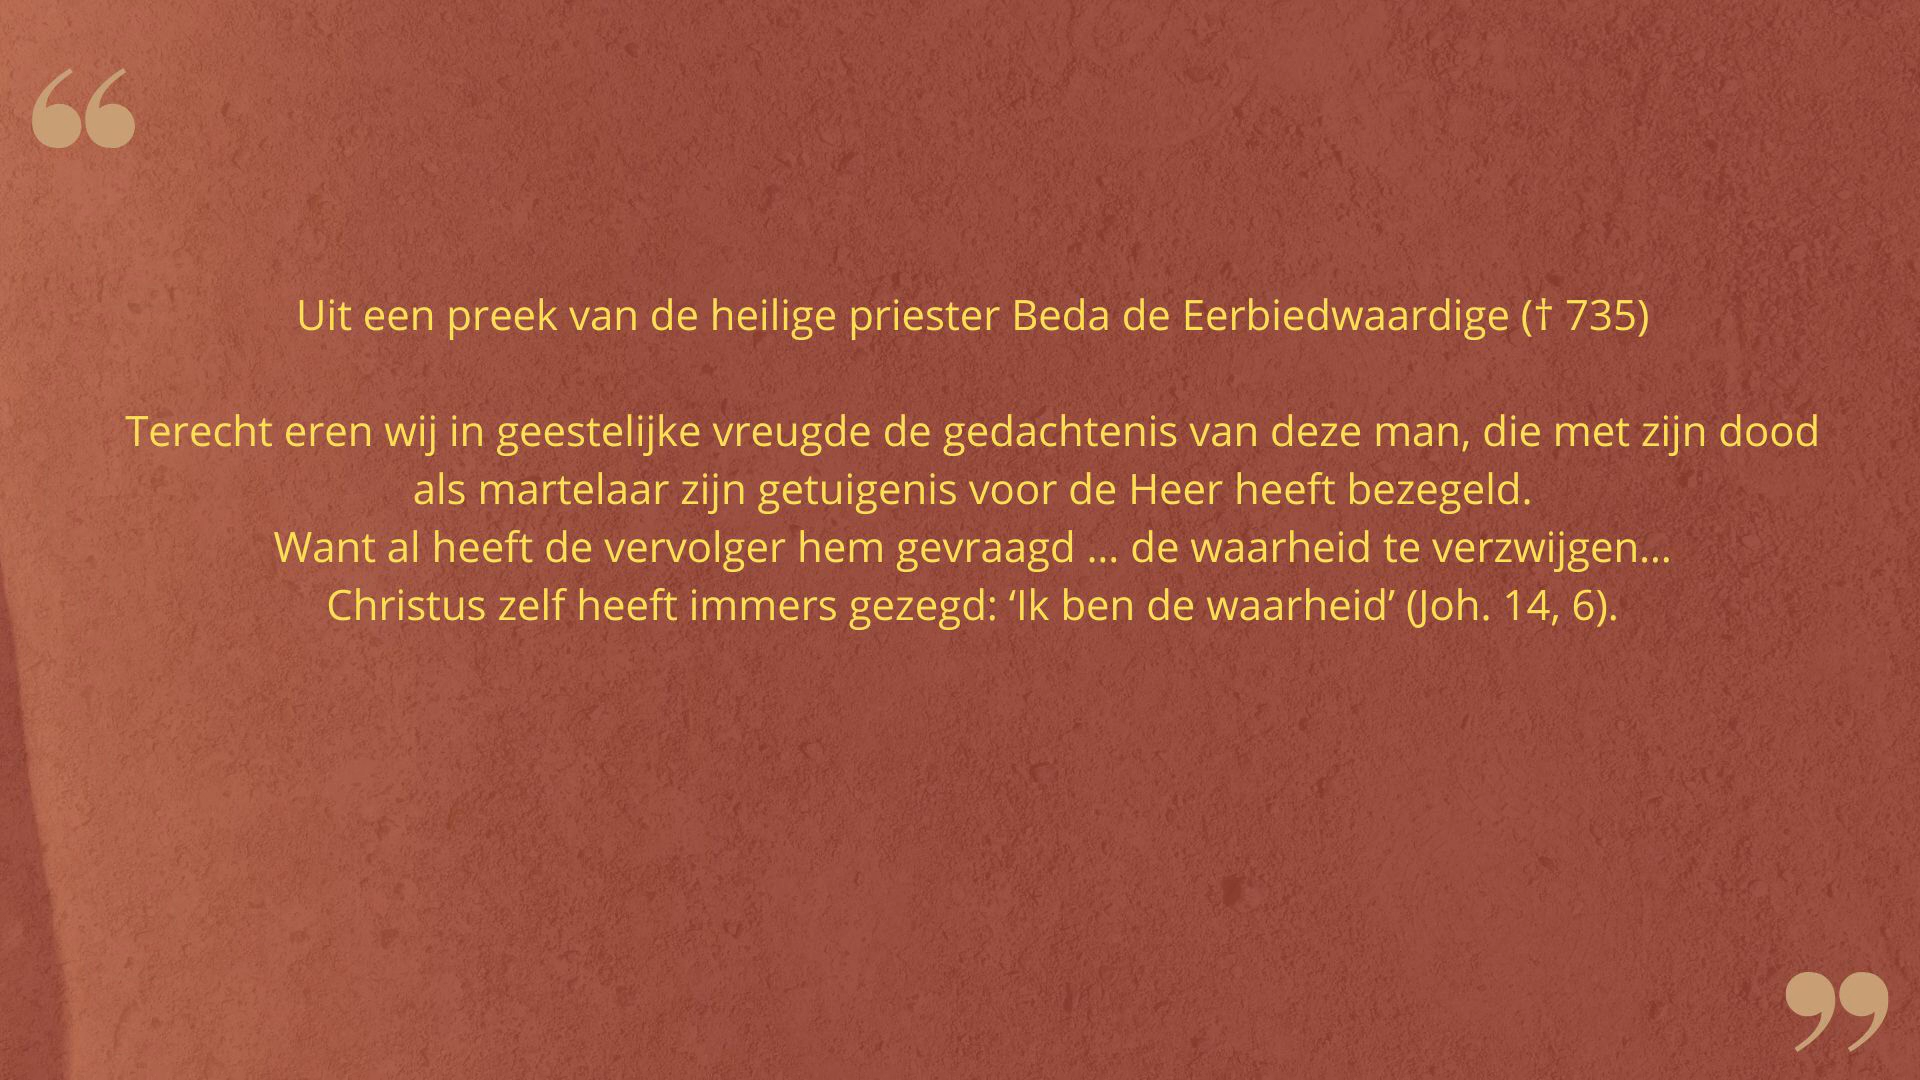 Uit een preek van de heilige priester Beda de Eerbiedwaardige († 735)
Terecht eren wij in geestelijke vreugde de gedachtenis van deze man, die met zijn dood
als martelaar zijn getuigenis voor de Heer heeft bezegeld.
Want al heeft de vervolger hem gevraagd ... de waarheid te verzwijgen...
Christus zelf heeft immers gezegd: ‘Ik ben de waarheid’ (Joh. 14, 6).